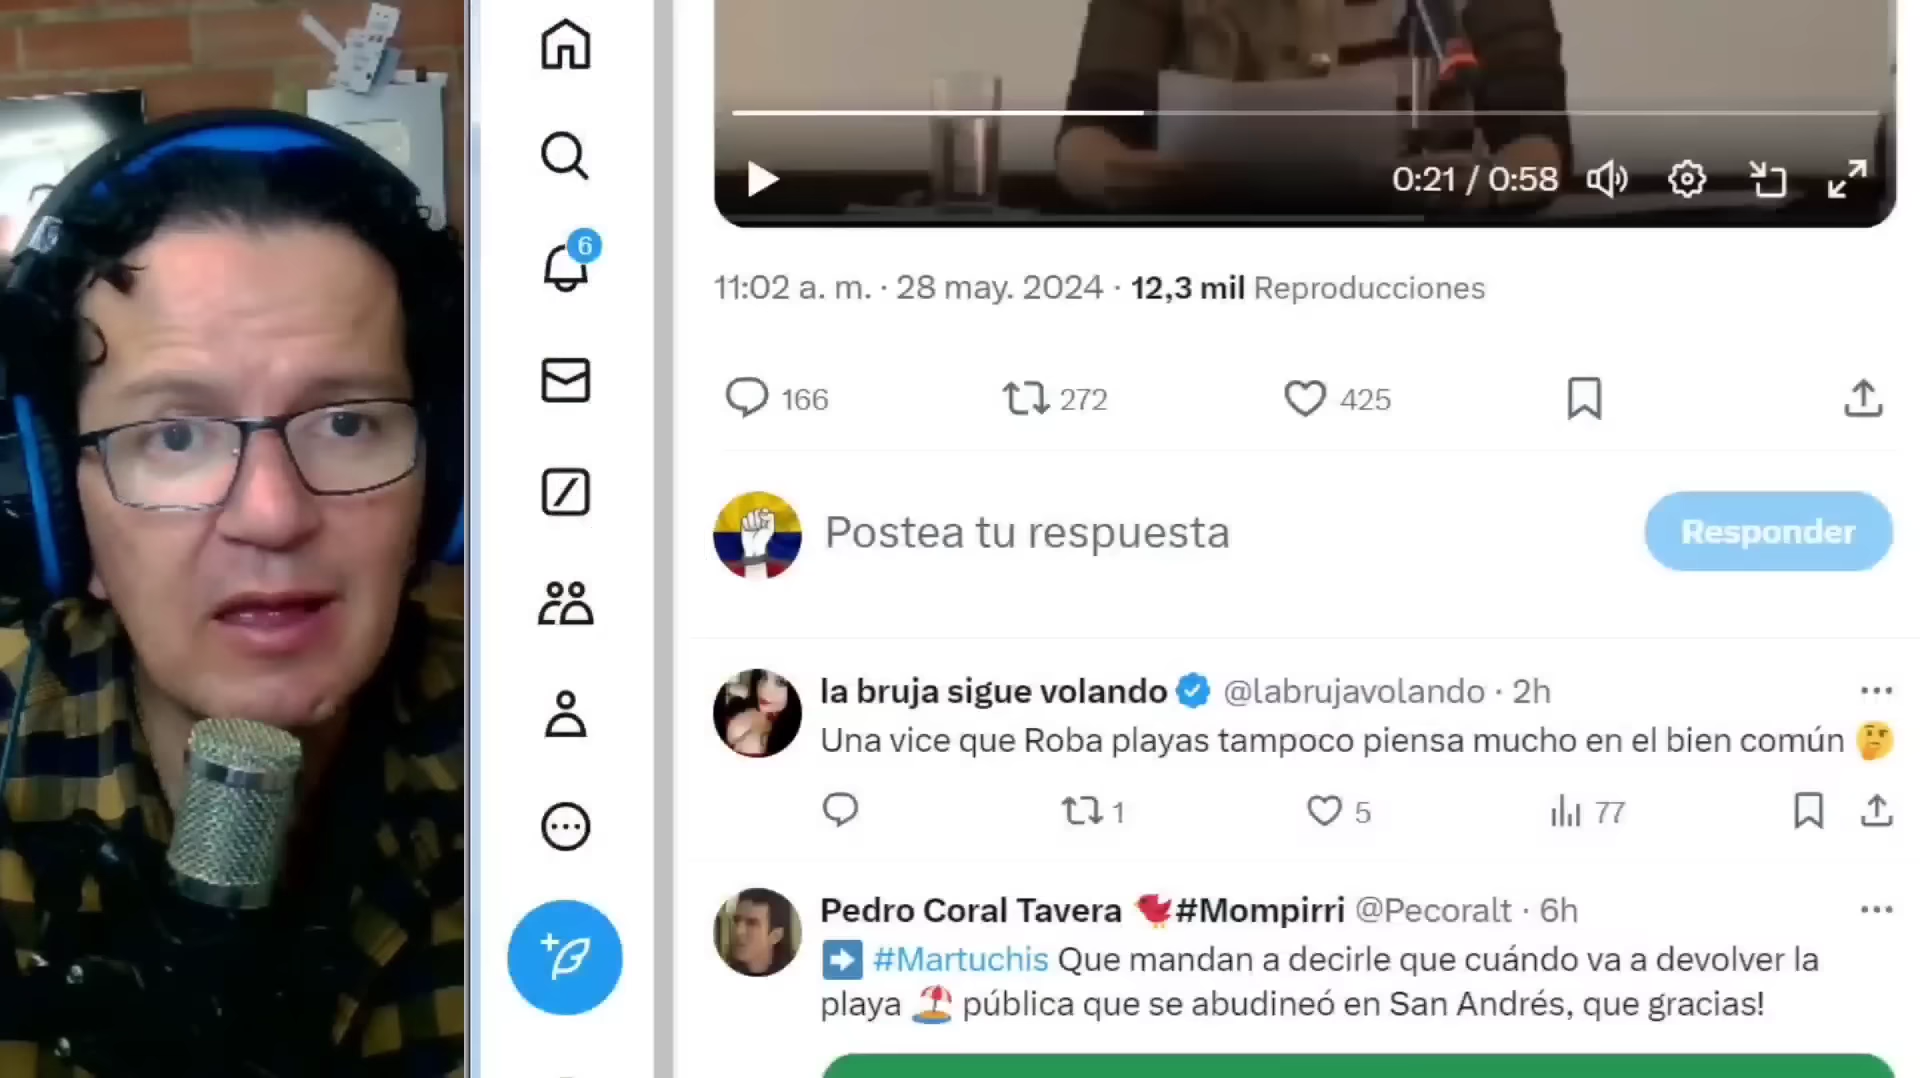 0:21 / 0:58
6
11:02 a. m. · 28 may. 2024 · 12,3 mil Reproducciones
166 272 425
Postea tu respuesta Responder
la bruja sigue volando @labrujavolando · 2h
Una vice que Roba playas tampoco piensa mucho en el bien común 🤔
1 5 77
Pedro Coral Tavera 🐦#Mompirri @Pecoralt · 6h
➡️ #Martuchis Que mandan a decirle que cuándo va a devolver la
playa 🏖️ pública que se abudineó en San Andrés, que gracias!